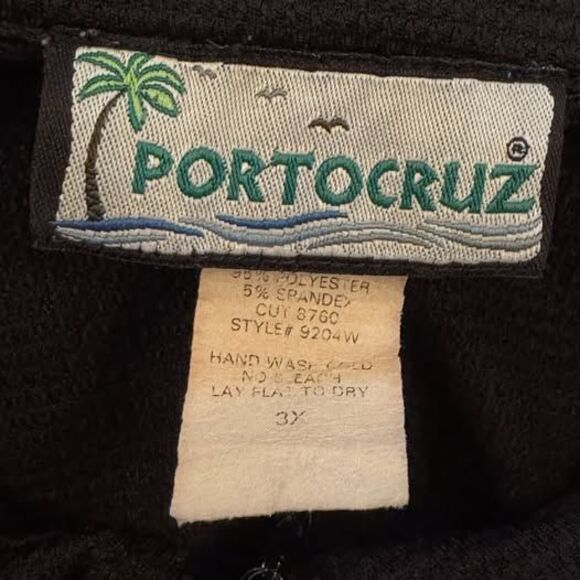 PORTOCRUZ®
95% POLYESTER
5% SPANDEX
CUT 8760
STYLE# 9204W
HAND WASH COLD
NO BLEACH
LAY FLAT TO DRY
3X